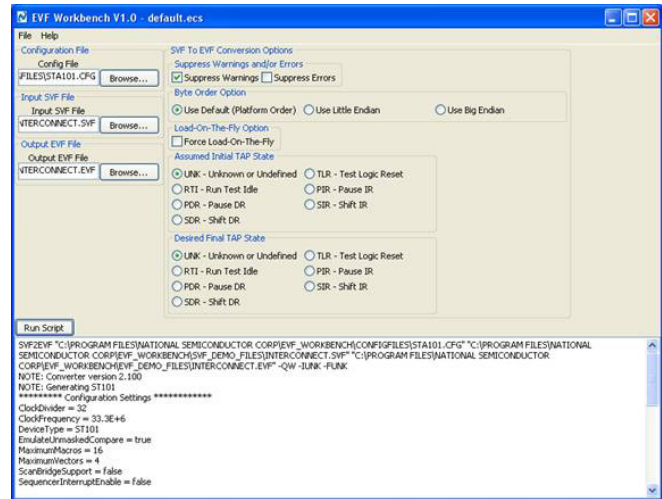 EVF Workbench V1.0 - default.ecs
File Help
Configuration File
Config File
FILES\STA101.CFG Browse...
Input SVF File
Input SVF File
NTERCONNECT.SVF Browse...
Output EVF File
Output EVF File
NTERCONNECT.EVF Browse...
SVF To EVF Conversion Options
Suppress Warnings and/or Errors
Suppress Warnings Suppress Errors
Byte Order Option
Use Default (Platform Order) Use Little Endian Use Big Endian
Load-On-The-Fly Option
Force Load-On-The-Fly
Assumed Initial TAP State
UNK - Unknown or Undefined TLR - Test Logic Reset
RTI - Run Test Idle PIR - Pause IR
PDR - Pause DR SIR - Shift IR
SDR - Shift DR
Desired Final TAP State
UNK - Unknown or Undefined TLR - Test Logic Reset
RTI - Run Test Idle PIR - Pause IR
PDR - Pause DR SIR - Shift IR
SDR - Shift DR
Run Script
SVF2EVF "C:\PROGRAM FILES\NATIONAL SEMICONDUCTOR CORP\EVF_WORKBENCH\CONFIGFILES\STA101.CFG" "C:\PROGRAM FILES\NATIONAL
SEMICONDUCTOR CORP\EVF_WORKBENCH\SVF_DEMO_FILES\INTERCONNECT.SVF" "C:\PROGRAM FILES\NATIONAL SEMICONDUCTOR
CORP\EVF_WORKBENCH\EVF_DEMO_FILES\INTERCONNECT.EVF" -QW -IUNK -FUNK
NOTE: Converter version 2.100
NOTE: Generating ST101
********* Configuration Settings ************
ClockDivider = 32
ClockFrequency = 33.3E+6
DeviceType = ST101
EmulateUnmaskedCompare = true
MaximumMacros = 16
MaximumVectors = 4
ScanBridgeSupport = false
SequencerInterruptEnable = false